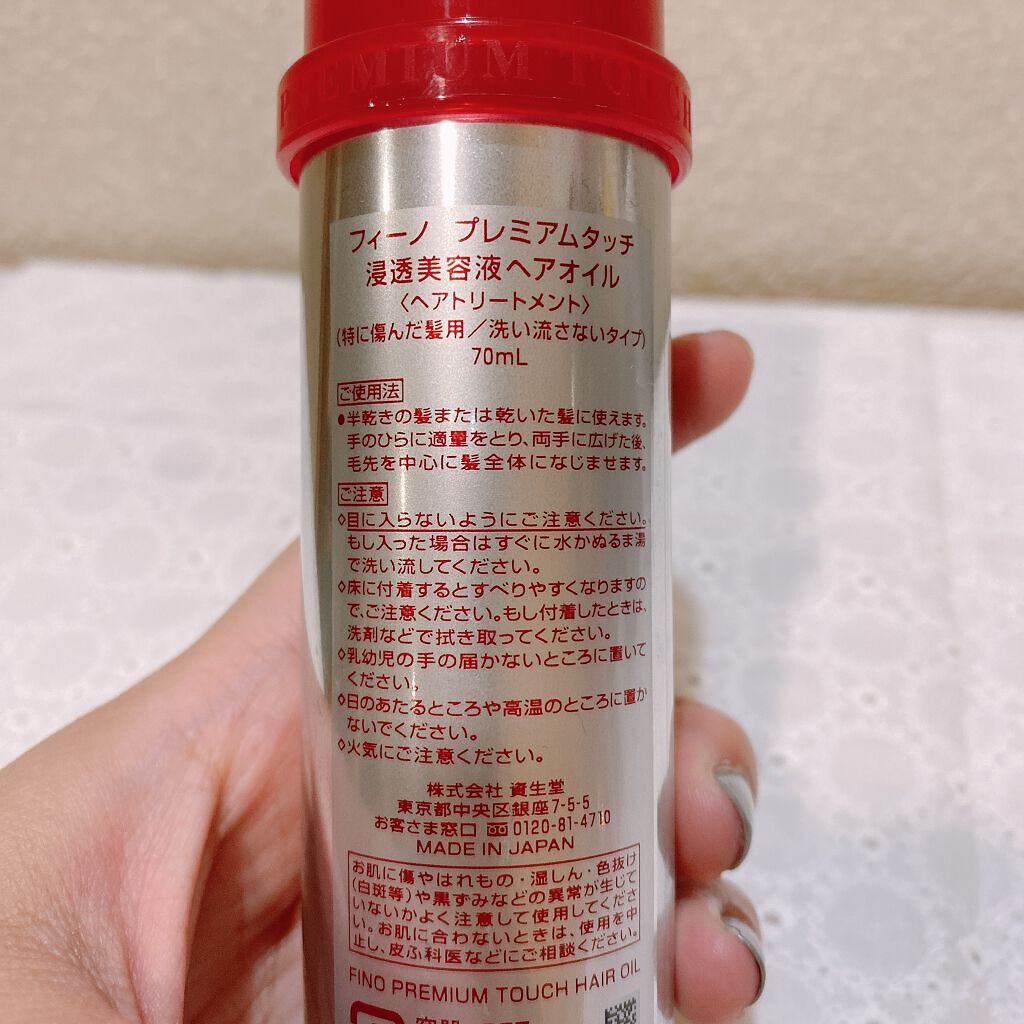 PREMIUM TOUCH
フィーノ プレミアムタッチ
浸透美容液ヘアオイル
〈ヘアトリートメント〉
(特に傷んだ髪用／洗い流さないタイプ)
70mL
ご使用法
●半乾きの髪または乾いた髪に使えます。
手のひらに適量をとり、両手に広げた後、
毛先を中心に髪全体になじませます。
ご注意
◇目に入らないようにご注意ください。
もし入った場合はすぐに水かぬるま湯
で洗い流してください。
◇床に付着するとすべりやすくなりますの
で、ご注意ください。もし付着したときは、
洗剤などで拭き取ってください。
◇乳幼児の手の届かないところに置いて
ください。
◇日のあたるところや高温のところに置か
ないでください。
◇火気にご注意ください。
株式会社 資生堂
東京都中央区銀座7-5-5
お客さま窓口 0120-81-4710
MADE IN JAPAN
お肌に傷やはれもの・湿しん・色抜け
(白斑等)や黒ずみなどの異常が生じて
いないかよく注意して使用してくださ
い。お肌に合わないときは、使用を中
止し、皮ふ科医などにご相談ください。
FINO PREMIUM TOUCH HAIR OIL